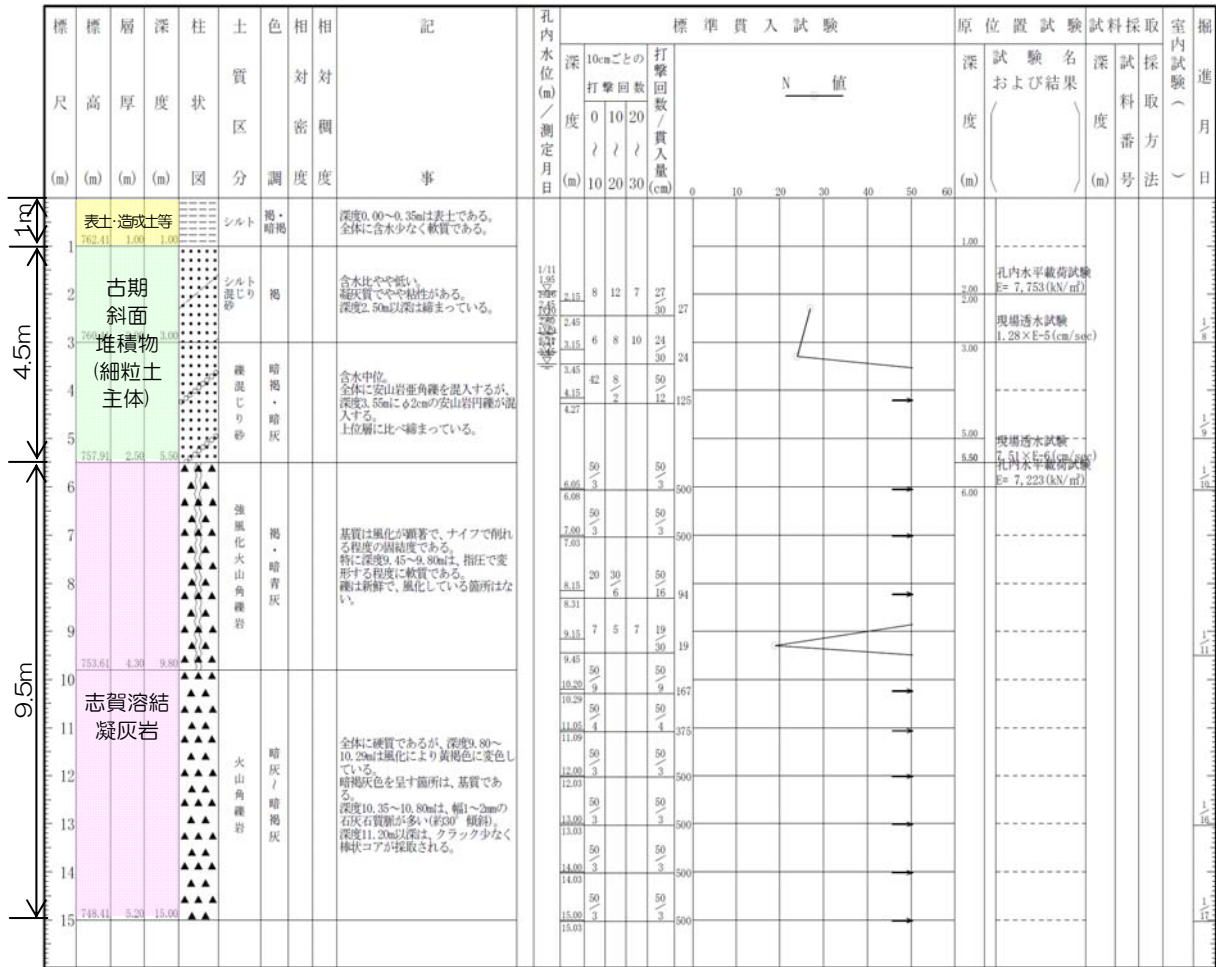 標尺(m) 標高(m) 層厚(m) 深度(m) 柱状図 土質区分 色調 相対密度 相対稠度 記事 孔内水位(m)／測定月日 標準貫入試験 原位置試験 試料採取 室内試験( ) 掘進月日
深度(m) 10cmごとの打撃回数 打撃回数／貫入量(cm) N 値 深度(m) 試験名および結果 深度(m) 試料番号 採取方法
0〜10 10〜20 20〜30
0 10 20 30 40 50 60
1m
表土・造成土等
762.41 1.00 1.00
シルト
褐・暗褐
深度0.00〜0.35mは表土である。
全体に含水少なく軟質である。
1
1.00
4.5m
古期
斜面
堆積物
(細粒土
主体)
シルト混じり砂
褐
含水比やや低い。
凝灰質でやや粘性がある。
深度2.50m以深は締まっている。
1/11
1.95
孔内水平載荷試験
E= 7,753(kN/㎡)
2
2.15 8 12 7 27/30 27
2.45
2.00
2.00
現場透水試験
1.28×E-5(cm/sec)
1/8
3.00
3
3.15 6 8 10 24/30 24
3.45
3.00
礫混じり砂
暗褐・暗灰
含水中位。
全体に安山岩亜角礫を混入するが、
深度3.55mにφ2cmの安山岩円礫が混
入する。
上位層に比べ締まっている。
4
4.15 42 8/2 50/12 125
4.27
1/9
5
5.00
現場透水試験
7.51×E-6(cm/sec)
757.91 2.50 5.50
5.50
孔内水平載荷試験
E= 7,223(kN/㎡)
9.5m
6
6.05 50/3 50/3 500
6.08
6.00
1/10
強風化火山角礫岩
褐・暗青灰
基質は風化が顕著で、ナイフで削れ
る程度の固結度である。
特に深度9.45〜9.80mは、指圧で変
形する程度に軟質である。
礫は新鮮で、風化している箇所はな
い。
7
7.00 50/3 50/3 500
7.03
8
8.15 20 30/6 50/16 94
8.31
9
9.15 7 5 7 19/30 19
9.45
1/11
753.61 4.30 9.80
志賀溶結
凝灰岩
10
10.20 50/9 50/9 167
10.29
11
11.05 50/4 50/4 375
11.09
火山角礫岩
暗灰〜暗褐灰
全体に硬質であるが、深度9.80〜
10.29mは風化により黄褐色に変色し
ている。
暗褐灰色を呈す箇所は、基質であ
る。
深度10.35〜10.80mは、幅1〜2mmの
石灰石質脈が多い(約30°傾斜)。
深度11.20m以深は、クラック少なく
棒状コアが採取される。
12
12.00 50/3 50/3 500
12.03
13
13.00 50/3 50/3 500
13.03
1/16
14
14.00 50/3 50/3 500
14.03
15
748.41 5.20 15.00
15.00 50/3 50/3 500
15.03
1/17